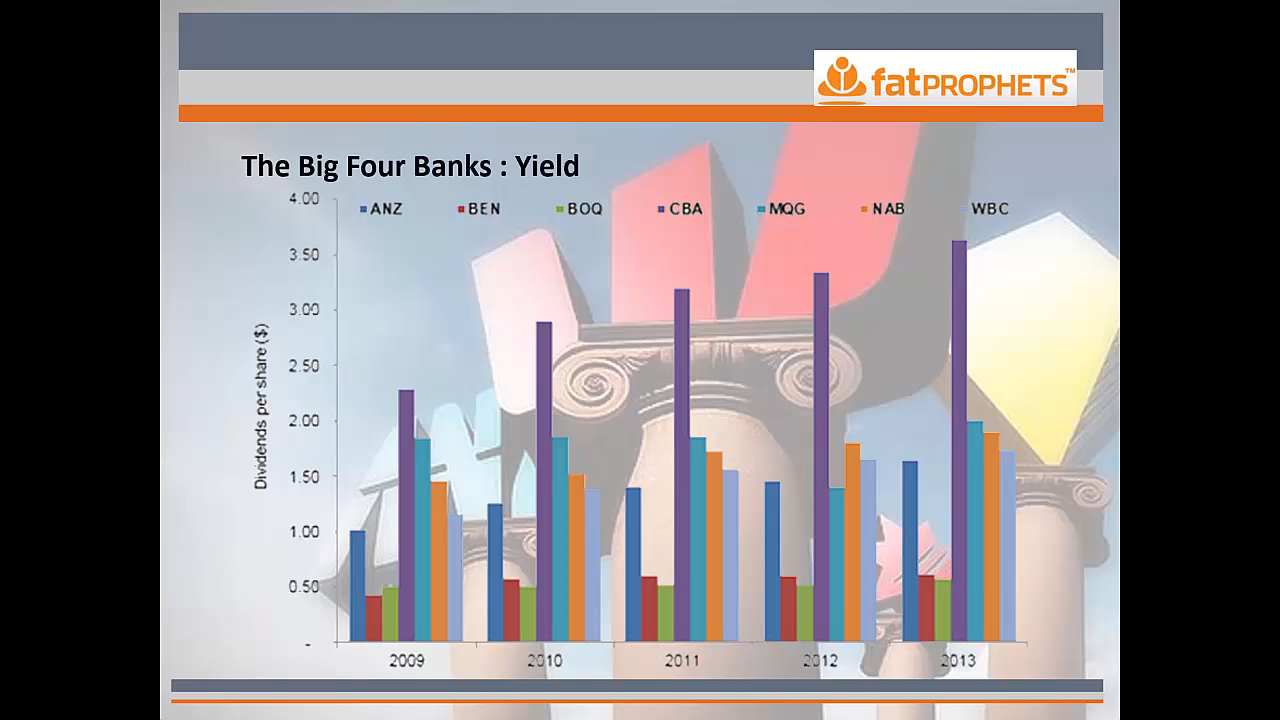 fatPROPHETS™
The Big Four Banks : Yield
4.00
ANZ BEN BOQ CBA MQG NAB WBC
3.50
3.00
2.50
2.00
1.50
1.00
0.50
-
Dividends per share ($)
2009 2010 2011 2012 2013